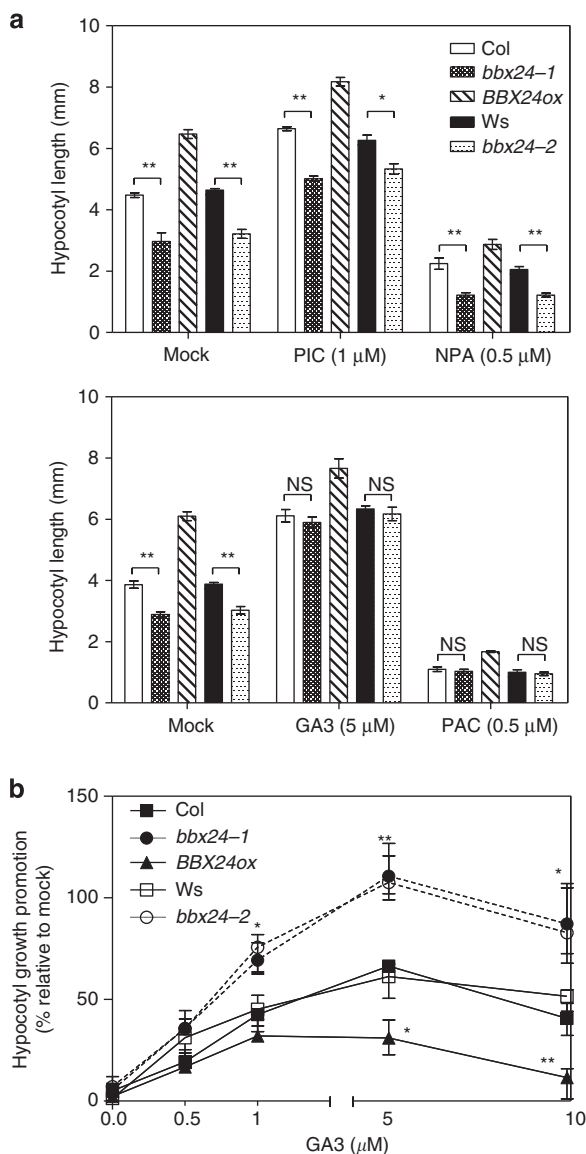 a
10
8
6
4
2
0
Hypocotyl length (mm)
Col
bbx24–1
BBX24ox
Ws
bbx24–2
** ** ** * ** **
Mock PIC (1 μM) NPA (0.5 μM)
10
8
6
4
2
0
Hypocotyl length (mm)
** ** NS NS NS NS
Mock GA3 (5 μM) PAC (0.5 μM)
b
150
100
50
0
Hypocotyl growth promotion
(% relative to mock)
Col
bbx24–1
BBX24ox
Ws
bbx24–2
* ** * * **
0.0 0.5 1 5 10
GA3 (μM)